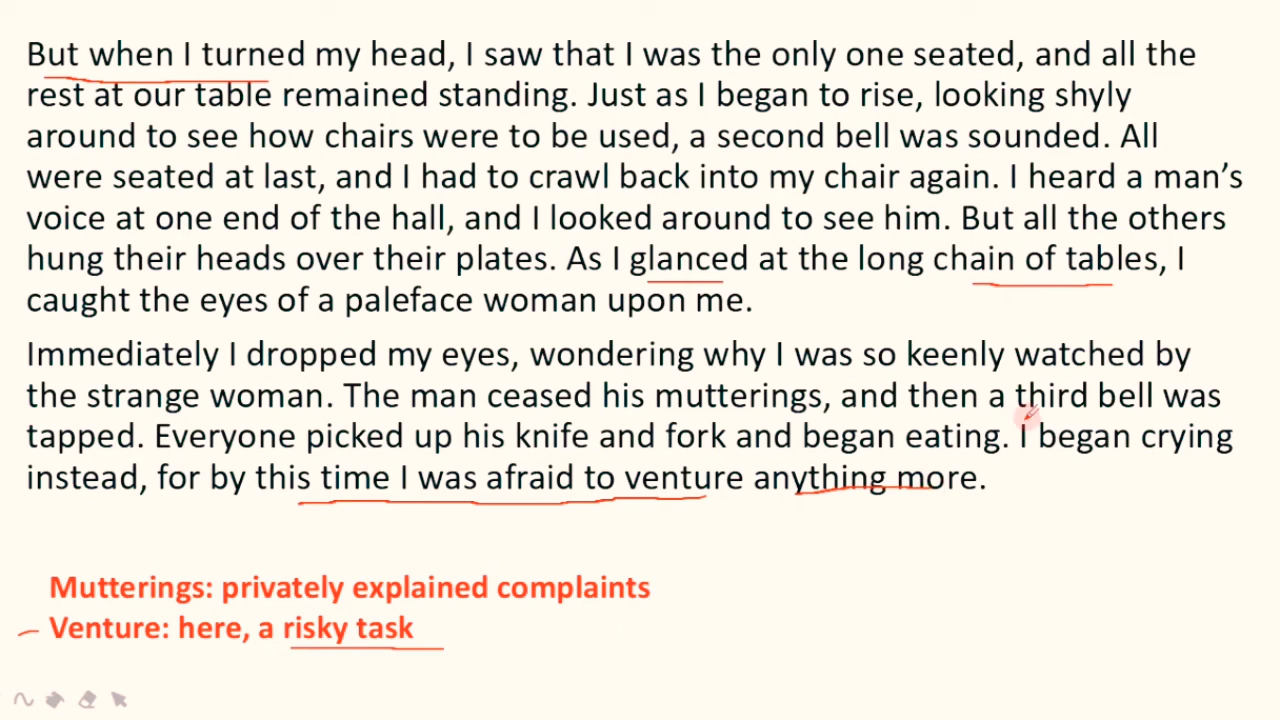 But when I turned my head, I saw that I was the only one seated, and all the
rest at our table remained standing. Just as I began to rise, looking shyly
around to see how chairs were to be used, a second bell was sounded. All
were seated at last, and I had to crawl back into my chair again. I heard a man’s
voice at one end of the hall, and I looked around to see him. But all the others
hung their heads over their plates. As I glanced at the long chain of tables, I
caught the eyes of a paleface woman upon me.
Immediately I dropped my eyes, wondering why I was so keenly watched by
the strange woman. The man ceased his mutterings, and then a third bell was
tapped. Everyone picked up his knife and fork and began eating. I began crying
instead, for by this time I was afraid to venture anything more.
Mutterings: privately explained complaints
Venture: here, a risky task